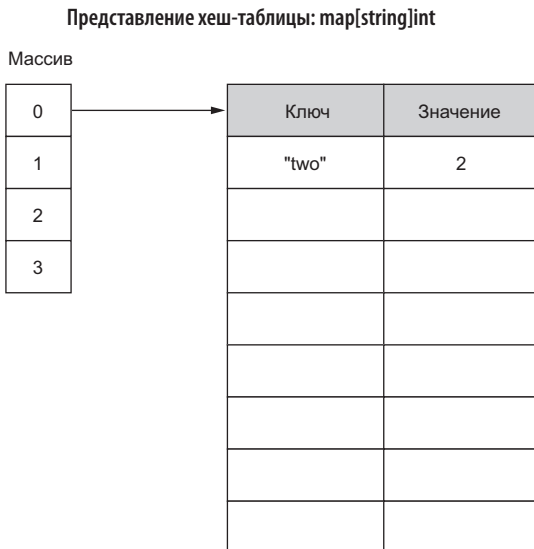 Представление хеш-таблицы: map[string]int
Массив
0
Ключ Значение
1
"two" 2
2
3